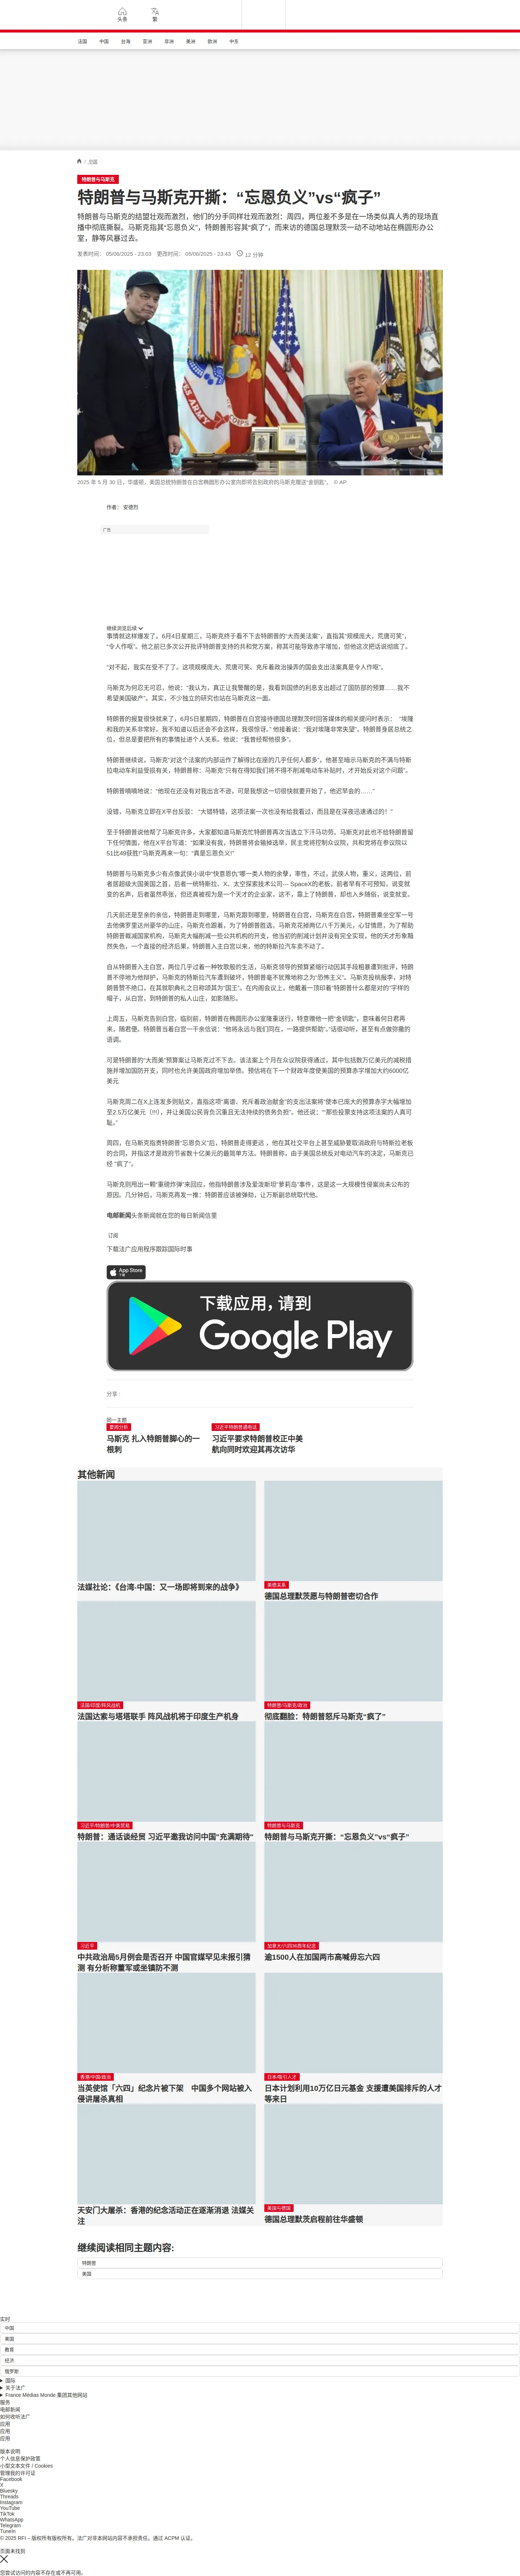 头条
繁
法国
中国
台海
亚洲
非洲
美洲
欧洲
中东
/ 中国
特朗普与马斯克
特朗普与马斯克开撕：“忘恩负义”vs“疯子”
特朗普与马斯克的结盟壮观而激烈，他们的分手同样壮观而激烈：周四，两位差不多是在一场类似真人秀的现场直播中彻底撕裂。马斯克指其“忘恩负义”，特朗普形容其“疯了”，而来访的德国总理默茨一动不动地站在椭圆形办公室，静等风暴过去。
发表时间： 05/06/2025 - 23:03 更改时间： 05/06/2025 - 23:43 12 分钟
2025 年 5 月 30 日，华盛顿，美国总统特朗普在白宫椭圆形办公室向即将告别政府的马斯克赠送“金钥匙”。 © AP
作者： 安德烈
广告
继续浏览后续
事情就这样爆发了。6月4日星期三，马斯克终于看不下去特朗普的“大而美法案”，直指其“规模庞大，荒唐可笑”，“令人作呕”。他之前已多次公开批评特朗普支持的共和党方案，称其可能导致赤字增加，但他这次把话说彻底了。
“对不起，我实在受不了了。这项规模庞大、荒唐可笑、充斥着政治操弄的国会支出法案真是令人作呕”。
马斯克为何忍无可忍，他说：“我认为，真正让我警醒的是，我看到国债的利息支出超过了国防部的预算……我不希望美国破产”。其实，不少独立的研究也站在马斯克这一面。
特朗普的报复很快就来了，6月5日星期四，特朗普在白宫接待德国总理默茨时回答媒体的相关提问时表示： “埃隆和我的关系非常好。我不知道以后还会不会这样，我很惊讶。” 他接着说：“我对埃隆非常失望”。特朗普身居总统之位，但总是要把所有的事情扯进个人关系。他说：“我曾经帮他很多”。
特朗普继续说，马斯克“对这个法案的内部运作了解得比在座的几乎任何人都多”，他甚至暗示马斯克的不满与特斯拉电动车利益受损有关，特朗普称：马斯克“只有在得知我们将不得不削减电动车补贴时，才开始反对这个问题”。
特朗普嘀嘀地说：“他现在还没有对我出言不逊，可是我想这一切很快就要开始了，他迟早会的……”
没错，马斯克立即在X平台反驳： “大错特错，这项法案一次也没有给我看过，而且是在深夜迅速通过的！”
至于特朗普说他帮了马斯克许多，大家都知道马斯克忙特朗普再次当选立下汗马功劳。马斯克对此也不给特朗普留下任何情面，他在X平台写道：“如果没有我，特朗普将会输掉选举，民主党将控制众议院，共和党将在参议院以51比49获胜!”马斯克再来一句：“真是忘恩负义!”
特朗普与马斯克多少有点像武侠小说中“快意恩仇”哪一类人物的余孽，率性，不过，武侠人物，重义，这两位，前者居超级大国美国之首，后者一统特斯拉、X、太空探索技术公司— SpaceX的老板，前者早有不可预知，说变就变的名声，后者虽然乖张，但还真被视为是一个天才的企业家，这不，靠上了特朗普，却也入乡随俗，说变就变。
几天前还是至亲的亲信，特朗普走到哪里，马斯克跟到哪里，特朗普在白宫，马斯克在白宫，特朗普乘坐空军一号去他佛罗里达州豪华的山庄，马斯克也跟着，为了特朗普胜选，马斯克花掉两亿八千万美元，心甘情愿，为了帮助特朗普裁减国家机构，马斯克大幅削减一些公共机构的开支，他当初的削减计划并没有完全实现，他的天才形象黯然失色，一个直接的经济后果，特朗普入主白宫以来，他的特斯拉汽车卖不动了。
自从特朗普入主白宫，两位几乎过着一种牧歌般的生活，马斯克领导的预算紧缩行动因其手段粗暴遭到批评，特朗普不停地为他辩护，马斯克的特斯拉汽车遭到破坏，特朗普毫不犹豫地称之为“恐怖主义”。马斯克投桃报李，对特朗普赞不绝口，在其就职典礼之日称颂其为“国王”。在内阁会议上，他戴着一顶印着“特朗普什么都是对的”字样的帽子，从白宫，到特朗普的私人山庄，如影随形。
上周五，马斯克告别白宫，临别前，特朗普在椭圆形办公室隆重送行，特意赠他一把“金钥匙”，意味着何日君再来，随君便。特朗普当着白宫一干亲信说：“他将永远与我们同在，一路提供帮助”。”话很动听，甚至有点做弥撒的语调。
可是特朗普的“大而美”预算案让马斯克过不下去。该法案上个月在众议院获得通过，其中包括数万亿美元的减税措施并增加国防开支，同时也允许美国政府增加举债。预估将在下一个财政年度使美国的预算赤字增加大约6000亿美元
马斯克周二在X上连发多则贴文，直指这项“离谱、充斥着政治献金”的支出法案将“使本已庞大的预算赤字大幅增加至2.5万亿美元（!!!），并让美国公民背负沉重且无法持续的债务负担”。他还说：“‘那些投票支持这项法案的人真可耻。”
周四，在马斯克指责特朗普“忘恩负义”后，特朗普走得更远 ，他在其社交平台上甚至威胁要取消政府与特斯拉老板的合同，并指这才是政府节省数十亿美元的最简单方法。特朗普称，由于美国总统反对电动汽车的决定，马斯克已经 “疯了”。
马斯克则甩出一颗“重磅炸弹”来回应，他指特朗普涉及爱泼斯坦“萝莉岛”事件，这是这一大规模性侵案尚未公布的原因。几分钟后，马斯克再发一推：特朗普应该被弹劾，让万斯副总统取代他。
电邮新闻头条新闻就在您的每日新闻信里
订阅
下载法广应用程序跟踪国际时事
App Store
下载
下载应用，请到
Google Play
分享 :
同一主题
要闻分析
马斯克 扎入特朗普脚心的一根刺
习近平特朗普通电话
习近平要求特朗普校正中美航向同时欢迎其再次访华
其他新闻
法媒社论：《台湾-中国：又一场即将到来的战争》
美德关系
德国总理默茨愿与特朗普密切合作
法国/印度/阵风战机
法国达索与塔塔联手 阵风战机将于印度生产机身
特朗普/马斯克/政治
彻底翻脸：特朗普怒斥马斯克“疯了”
习近平/特朗普/中美贸易
特朗普：通话谈经贸 习近平邀我访问中国"充满期待"
特朗普与马斯克
特朗普与马斯克开撕：“忘恩负义”vs“疯子”
习近平
中共政治局5月例会是否召开 中国官媒罕见未报引猜测 有分析称董军或坐镇防不测
加拿大/六四36周年纪念
逾1500人在加国两市高喊毋忘六四
香港/中国/政治
当英使馆「六四」纪念片被下架 中国多个网站被入侵讲屠杀真相
日本/吸引人才
日本计划利用10万亿日元基金 支援遭美国排斥的人才等来日
天安门大屠杀：香港的纪念活动正在逐渐消退 法媒关注
美国与德国
德国总理默茨启程前往华盛顿
继续阅读相同主题内容:
特朗普
美国
实时
中国
美国
教育
经济
俄罗斯
国际
关于法广
France Médias Monde 集团其他网站
服务
电邮新闻
如何收听法广
应用
应用
应用
版本说明
个人信息保护政策
小型文本文件 / Cookies
管理我的许可证
Facebook
X
Bluesky
Threads
Instagram
YouTube
TikTok
WhatsApp
Telegram
TuneIn
© 2025 RFI – 版权所有版权所有。法广对非本网站内容不承担责任。通过 ACPM 认证。
页面未找到
您尝试访问的内容不存在或不再可用。